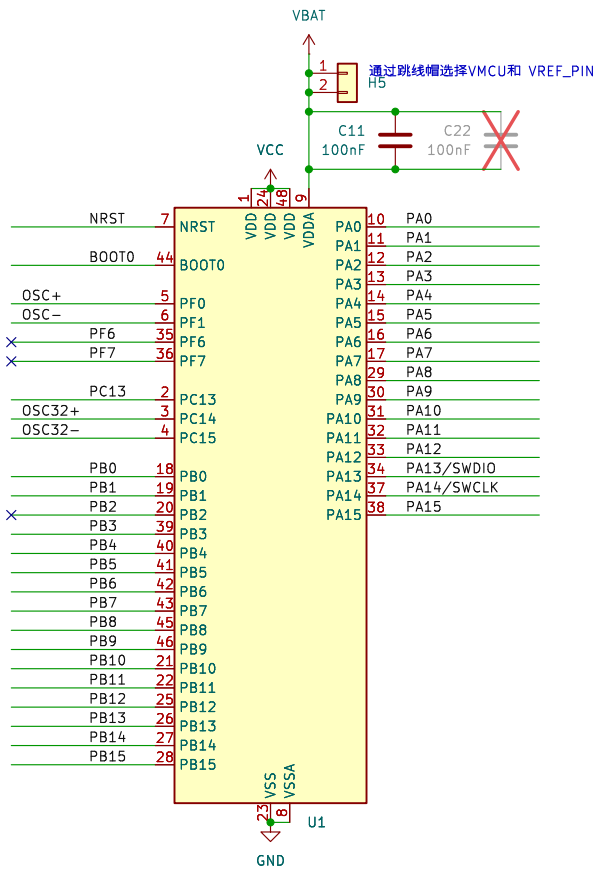 VBAT
1 通过跳线帽选择VMCU和 VREF_PIN
2 H5
C11 C22
100nF 100nF
VCC
1 24 48 9
VDD VDD VDD VDDA
NRST 7 NRST PA0 10 PA0
PA1 11 PA1
BOOT0 44 BOOT0 PA2 12 PA2
PA3 13 PA3
OSC+ 5 PF0 PA4 14 PA4
OSC- 6 PF1 PA5 15 PA5
PF6 35 PF6 PA6 16 PA6
PF7 36 PF7 PA7 17 PA7
PA8 29 PA8
PC13 2 PC13 PA9 30 PA9
OSC32+ 3 PC14 PA10 31 PA10
OSC32- 4 PC15 PA11 32 PA11
PA12 33 PA12
PB0 18 PB0 PA13 34 PA13/SWDIO
PB1 19 PB1 PA14 37 PA14/SWCLK
PB2 20 PB2 PA15 38 PA15
PB3 39 PB3
PB4 40 PB4
PB5 41 PB5
PB6 42 PB6
PB7 43 PB7
PB8 45 PB8
PB9 46 PB9
PB10 21 PB10
PB11 22 PB11
PB12 25 PB12
PB13 26 PB13
PB14 27 PB14
PB15 28 PB15
VSS VSSA
23 8 U1
GND